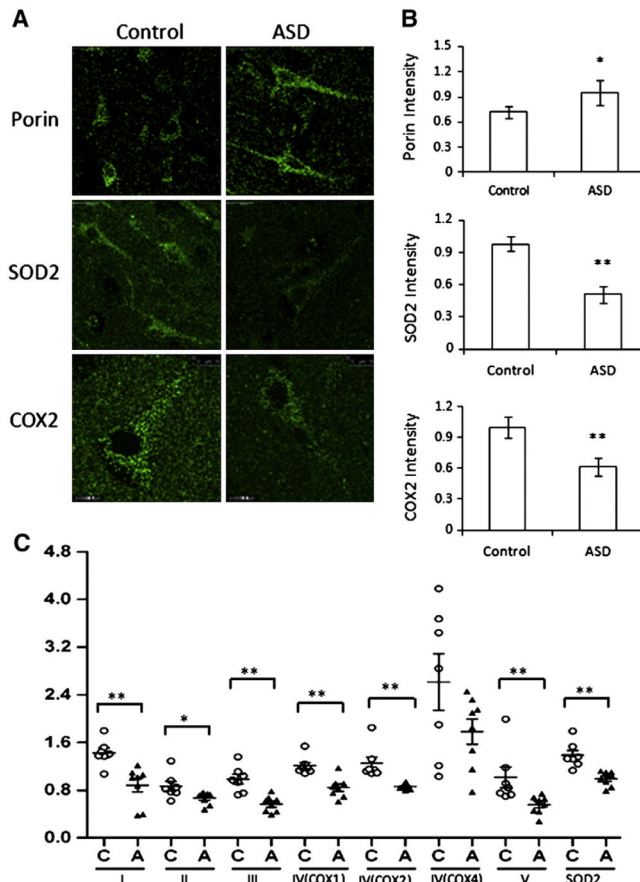 A
Control ASD
Porin
SOD2
COX2
B
Porin Intensity
1.5
1.2
0.9
0.6
0.3
0
*
Control ASD
SOD2 Intensity
1.2
0.9
0.6
0.3
0
**
Control ASD
COX2 Intensity
1.2
0.9
0.6
0.3
0
**
Control ASD
C
4.8
4.0
3.2
2.4
1.6
0.8
0.0
** * ** ** ** ** **
C A C A C A C A C A C A C A C A
I II III IV(COX1) IV(COX2) IV(COX4) V SOD2